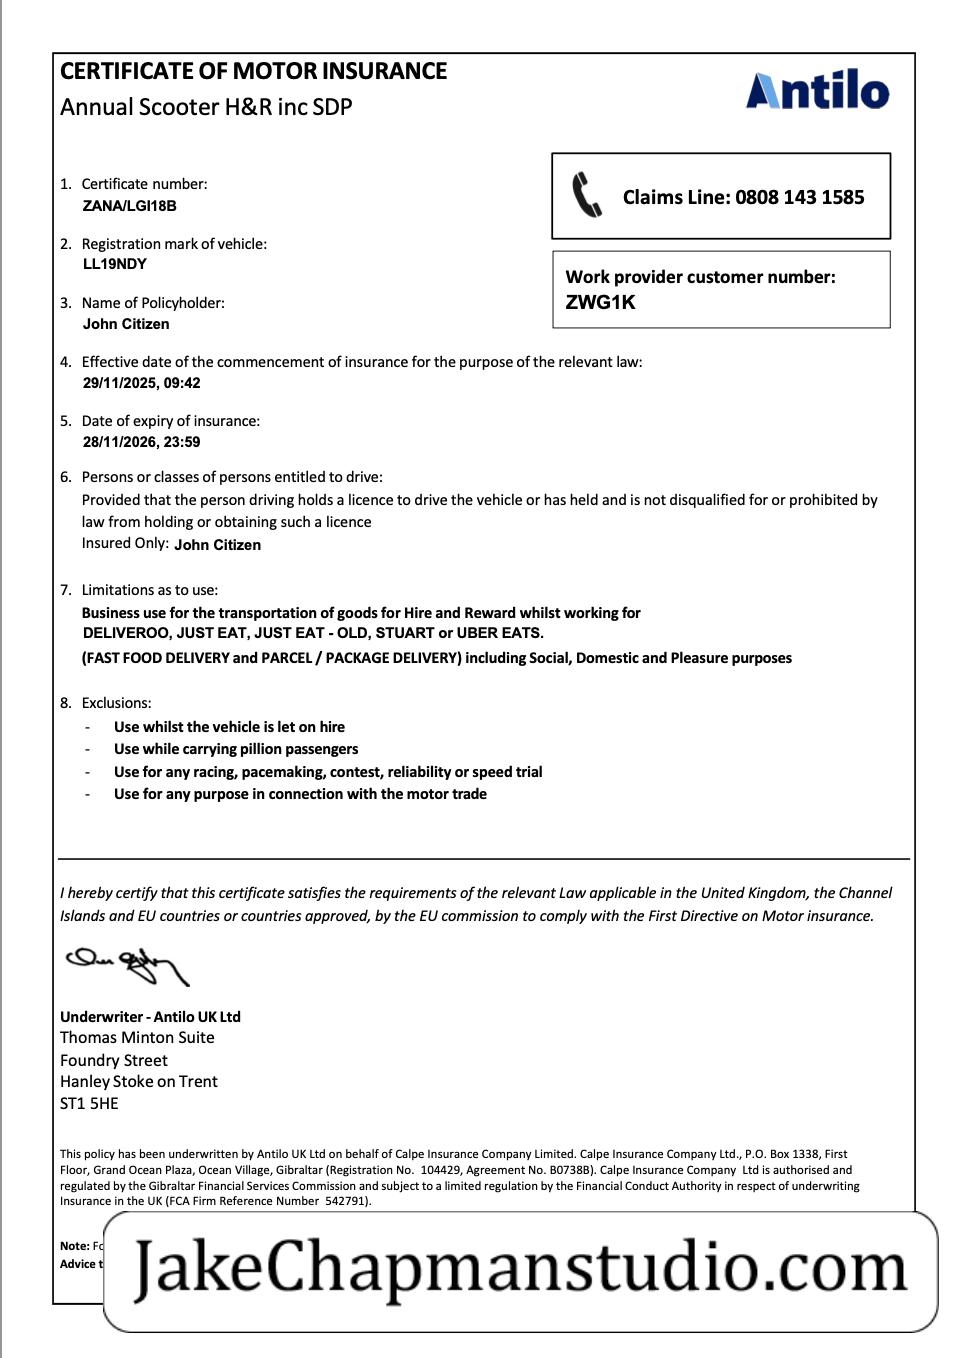 CERTIFICATE OF MOTOR INSURANCE
Annual Scooter H&R inc SDP
Antilo
1. Certificate number:
ZANA/LGI18B
Claims Line: 0808 143 1585
2. Registration mark of vehicle:
LL19NDY
Work provider customer number:
ZWG1K
3. Name of Policyholder:
John Citizen
4. Effective date of the commencement of insurance for the purpose of the relevant law:
29/11/2025, 09:42
5. Date of expiry of insurance:
28/11/2026, 23:59
6. Persons or classes of persons entitled to drive:
Provided that the person driving holds a licence to drive the vehicle or has held and is not disqualified for or prohibited by
law from holding or obtaining such a licence
Insured Only: John Citizen
7. Limitations as to use:
Business use for the transportation of goods for Hire and Reward whilst working for
DELIVEROO, JUST EAT, JUST EAT - OLD, STUART or UBER EATS.
(FAST FOOD DELIVERY and PARCEL / PACKAGE DELIVERY) including Social, Domestic and Pleasure purposes
8. Exclusions:
- Use whilst the vehicle is let on hire
- Use while carrying pillion passengers
- Use for any racing, pacemaking, contest, reliability or speed trial
- Use for any purpose in connection with the motor trade
I hereby certify that this certificate satisfies the requirements of the relevant Law applicable in the United Kingdom, the Channel
Islands and EU countries or countries approved, by the EU commission to comply with the First Directive on Motor insurance.
Underwriter - Antilo UK Ltd
Thomas Minton Suite
Foundry Street
Hanley Stoke on Trent
ST1 5HE
This policy has been underwritten by Antilo UK Ltd on behalf of Calpe Insurance Company Limited. Calpe Insurance Company Ltd., P.O. Box 1338, First
Floor, Grand Ocean Plaza, Ocean Village, Gibraltar (Registration No. 104429, Agreement No. B0738B). Calpe Insurance Company Ltd is authorised and
regulated by the Gibraltar Financial Services Commission and subject to a limited regulation by the Financial Conduct Authority in respect of underwriting
Insurance in the UK (FCA Firm Reference Number 542791).
Note:
Advice
JakeChapmanstudio.com